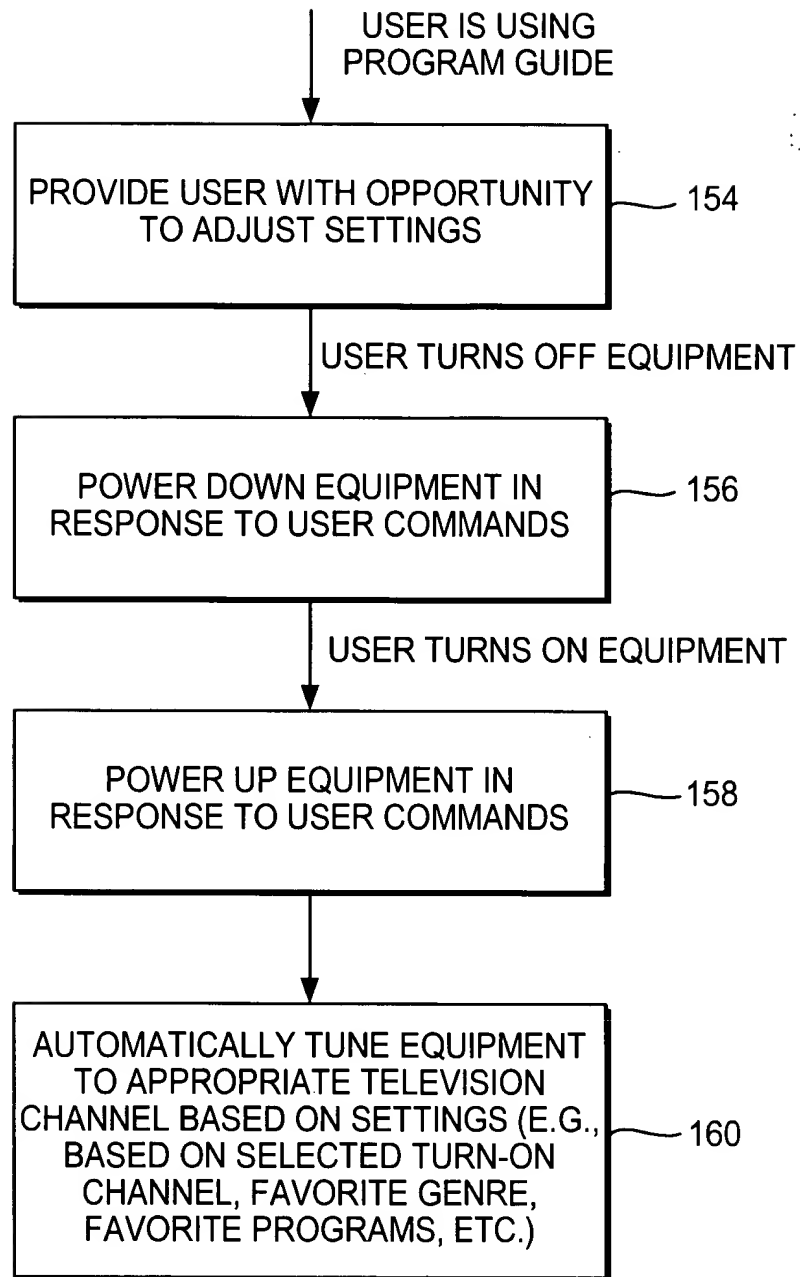 USER IS USING
PROGRAM GUIDE
PROVIDE USER WITH OPPORTUNITY
TO ADJUST SETTINGS
154
USER TURNS OFF EQUIPMENT
POWER DOWN EQUIPMENT IN
RESPONSE TO USER COMMANDS
156
USER TURNS ON EQUIPMENT
POWER UP EQUIPMENT IN
RESPONSE TO USER COMMANDS
158
AUTOMATICALLY TUNE EQUIPMENT
TO APPROPRIATE TELEVISION
CHANNEL BASED ON SETTINGS (E.G.,
BASED ON SELECTED TURN-ON
CHANNEL, FAVORITE GENRE,
FAVORITE PROGRAMS, ETC.)
160